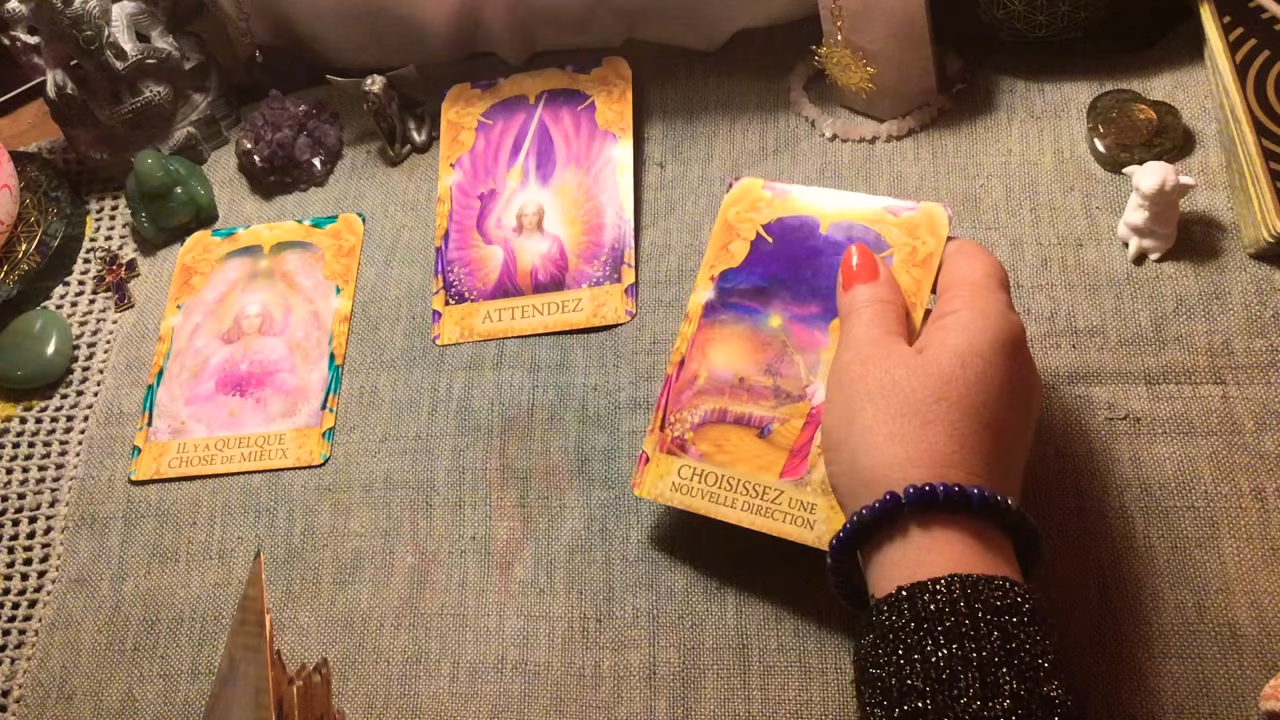 IL Y A QUELQUE
CHOSE DE MIEUX
ATTENDEZ
CHOISISSEZ UNE
NOUVELLE DIRECTION